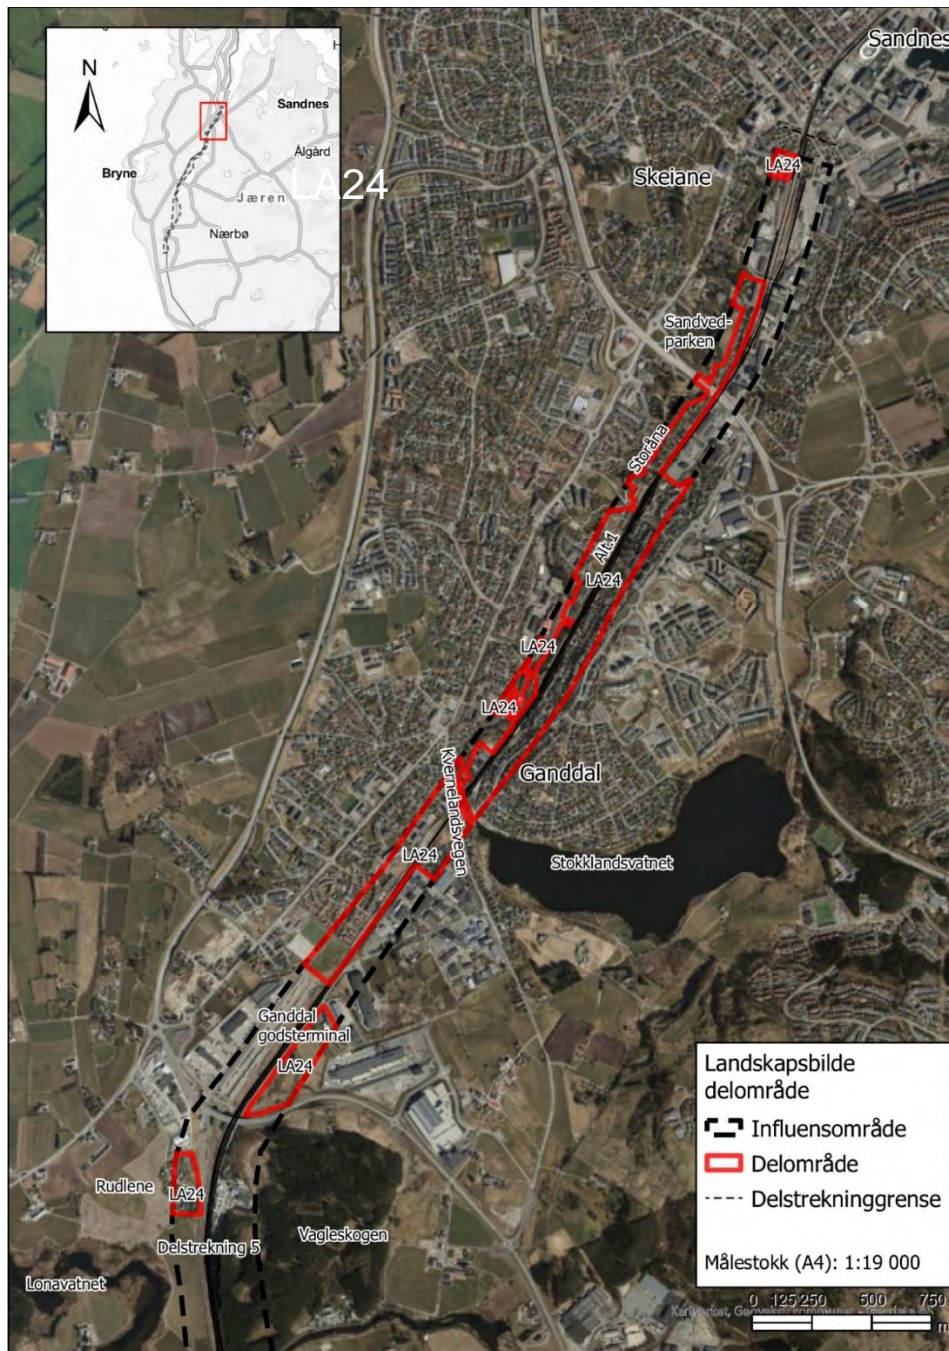 N
Sandnes
Ålgård
Bryne
Jæren
Nærbø
LA24
Sandnes
LA24
Skeiane
Sandved-
parken
Storåna
Alt.1
LA24
LA24
LA24
Kvernelandsvegen
Ganddal
LA24
Stokklandsvatnet
Ganddal
godsterminal
LA24
Rudlene
LA24
Delstrekning 5
Vagleskogen
Lonavatnet
Landskapsbilde
delområde
Influensområde
Delområde
Delstrekninggrense
Målestokk (A4): 1:19 000
0 125 250 500 750
m